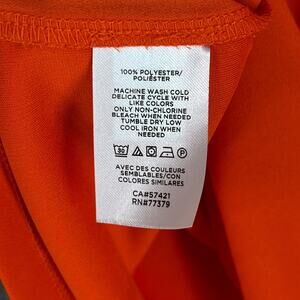 100% POLYESTER/
POLIÉSTER
MACHINE WASH COLD
DELICATE CYCLE WITH
LIKE COLORS
ONLY NON-CHLORINE
BLEACH WHEN NEEDED
TUMBLE DRY LOW
COOL IRON WHEN
NEEDED
30 P
AVEC DES COULEURS
SEMBLABLES/CON
COLORES SIMILARES
CA#57421
RN#77379